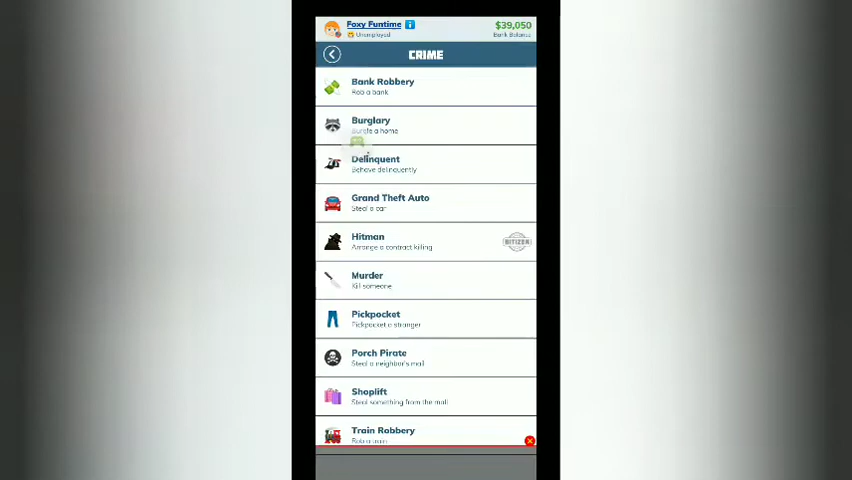 Foxy Funtime
$39,050
Unemployed
Bank Balance
CRIME
Bank Robbery
Rob a bank
Burglary
Burgle a home
Delinquent
Behave delinquently
Grand Theft Auto
Steal a car
Hitman
Arrange a contract killing
BITIZEN
Murder
Kill someone
Pickpocket
Pickpocket a stranger
Porch Pirate
Steal a neighbor's mail
Shoplift
Steal something from the mall
Train Robbery
Rob a train